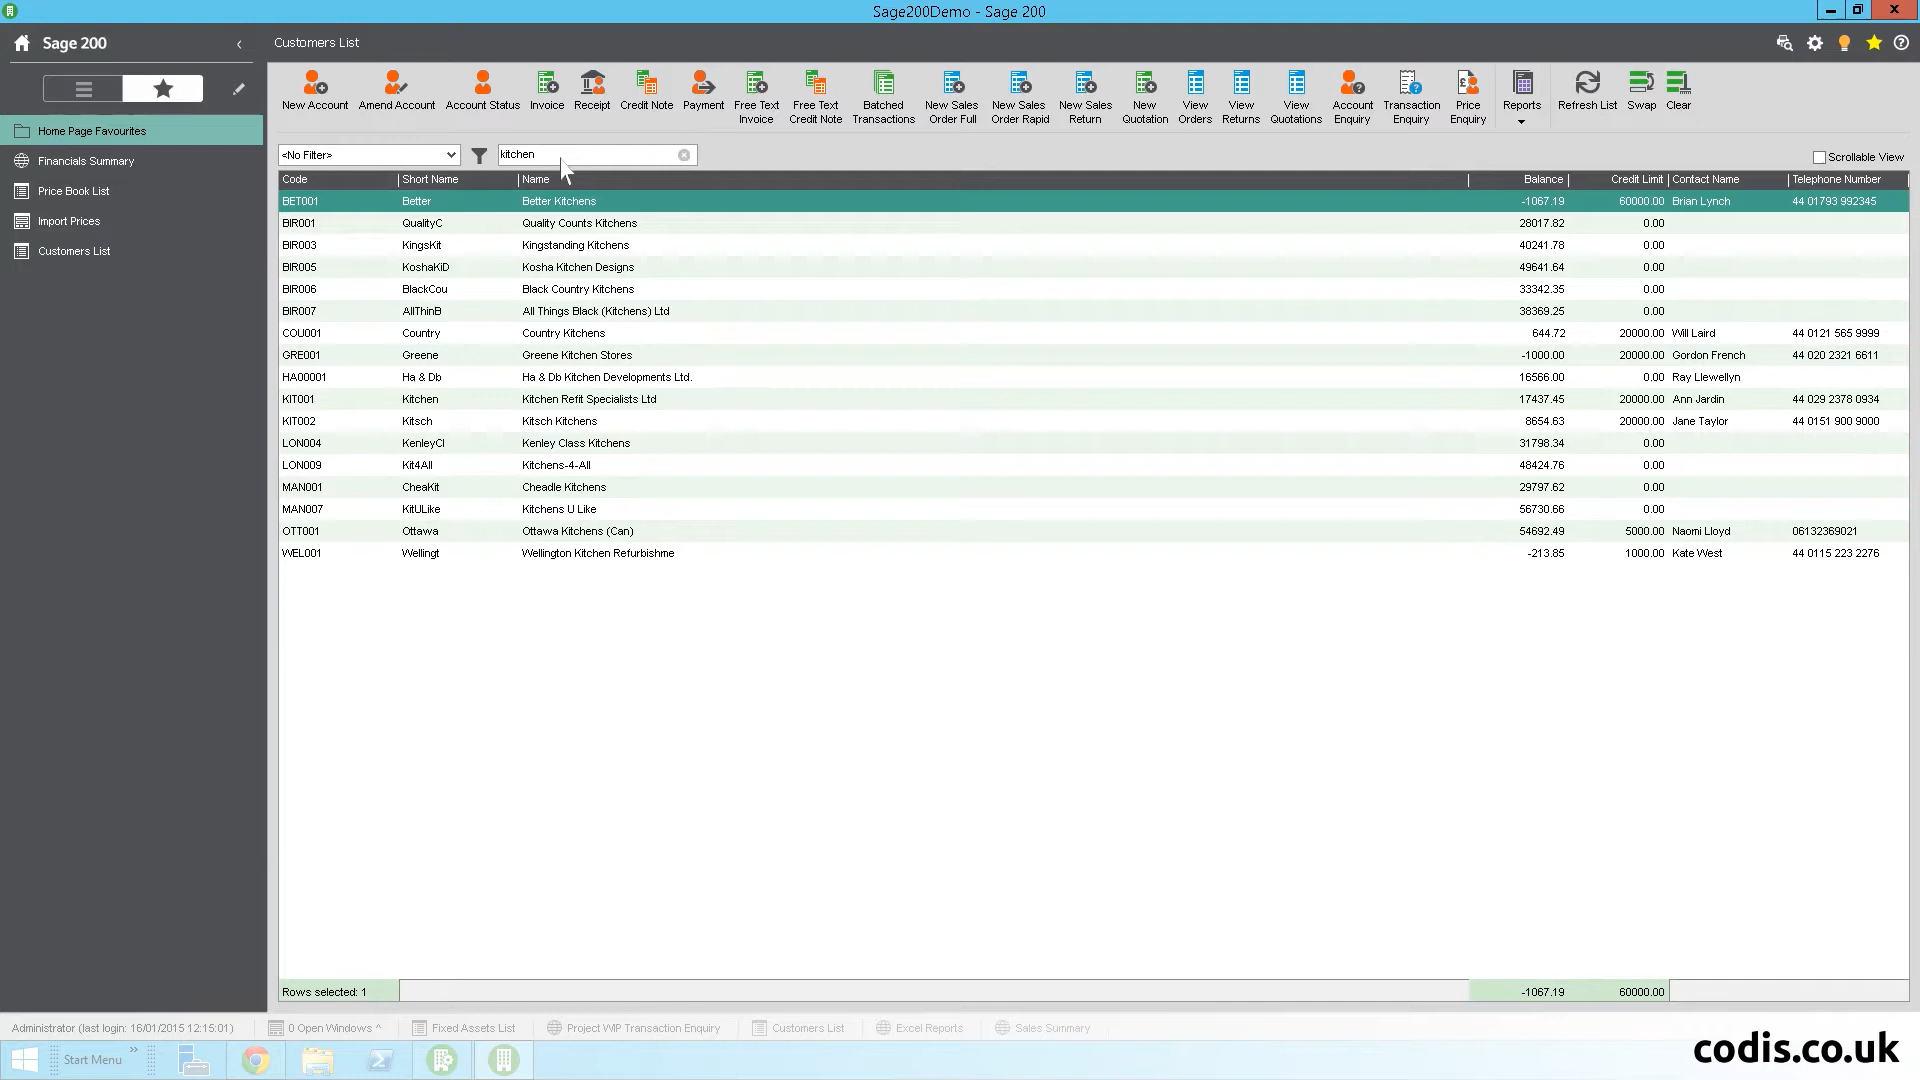 Sage200Demo - Sage 200
Sage 200
Customers List
New Account
Amend Account
Account Status
Invoice
Receipt
Credit Note
Payment
Free Text Invoice
Free Text Credit Note
Batched Transactions
New Sales Order Full
New Sales Order Rapid
New Sales Return
New Quotation
View Orders
View Returns
View Quotations
Account Enquiry
Transaction Enquiry
Price Enquiry
Reports
Refresh List
Swap
Clear
Home Page Favourites
Financials Summary
Price Book List
Import Prices
Customers List
<No Filter>
kitchen
Scrollable View
Code Short Name Name Balance Credit Limit Contact Name Telephone Number
BET001 Better Better Kitchens -1067.19 60000.00 Brian Lynch 44 01793 992345
BIR001 QualityC Quality Counts Kitchens 28017.82 0.00
BIR003 KingsKit Kingstanding Kitchens 40241.78 0.00
BIR005 KoshaKiD Kosha Kitchen Designs 49641.64 0.00
BIR006 BlackCou Black Country Kitchens 33342.35 0.00
BIR007 AllThinB All Things Black (Kitchens) Ltd 38369.25 0.00
COU001 Country Country Kitchens 644.72 20000.00 Will Laird 44 0121 565 9999
GRE001 Greene Greene Kitchen Stores -1000.00 20000.00 Gordon French 44 020 2321 6611
HA00001 Ha & Db Ha & Db Kitchen Developments Ltd. 16566.00 0.00 Ray Llewellyn
KIT001 Kitchen Kitchen Refit Specialists Ltd 17437.45 20000.00 Ann Jardin 44 029 2378 0934
KIT002 Kitsch Kitsch Kitchens 8654.63 20000.00 Jane Taylor 44 0151 900 9000
LON004 KenleyCl Kenley Class Kitchens 31798.34 0.00
LON009 Kit4All Kitchens-4-All 48424.76 0.00
MAN001 CheaKit Cheadle Kitchens 29797.62 0.00
MAN007 KitULike Kitchens U Like 56730.66 0.00
OTT001 Ottawa Ottawa Kitchens (Can) 54692.49 5000.00 Naomi Lloyd 06132369021
WEL001 Wellingt Wellington Kitchen Refurbishme -213.85 1000.00 Kate West 44 0115 223 2276
Rows selected: 1 -1067.19 60000.00
Administrator (last login: 16/01/2015 12:15:01) 0 Open Windows ^ Fixed Assets List Project WIP Transaction Enquiry Customers List Excel Reports Sales Summary
Start Menu
codis.co.uk